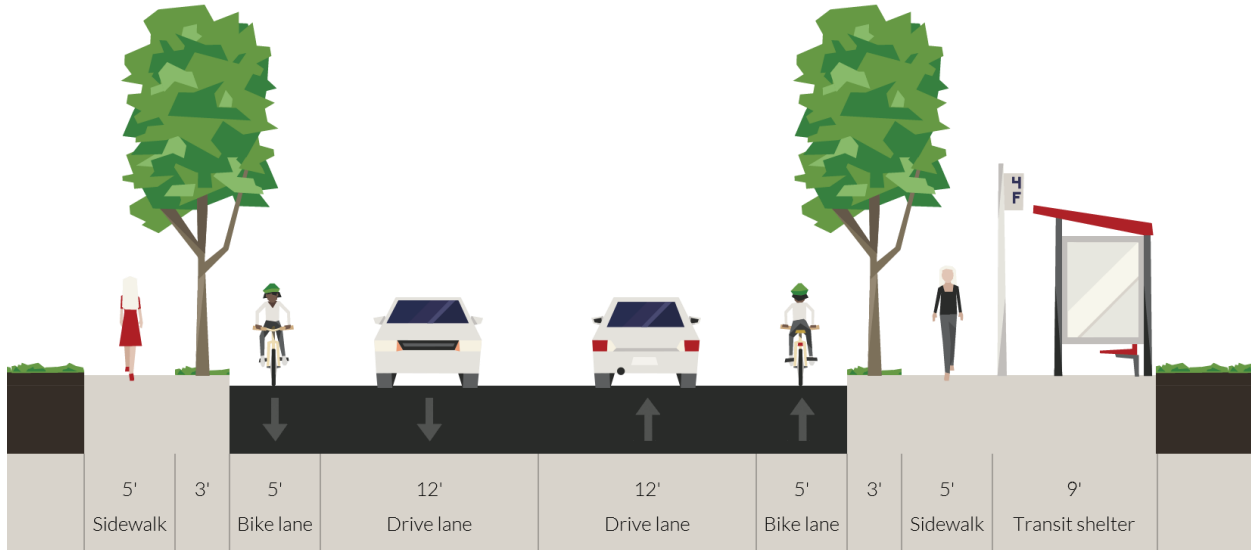 4
F
5' 3' 5' 12' 12' 5' 3' 5' 9'
Sidewalk Bike lane Drive lane Drive lane Bike lane Sidewalk Transit shelter